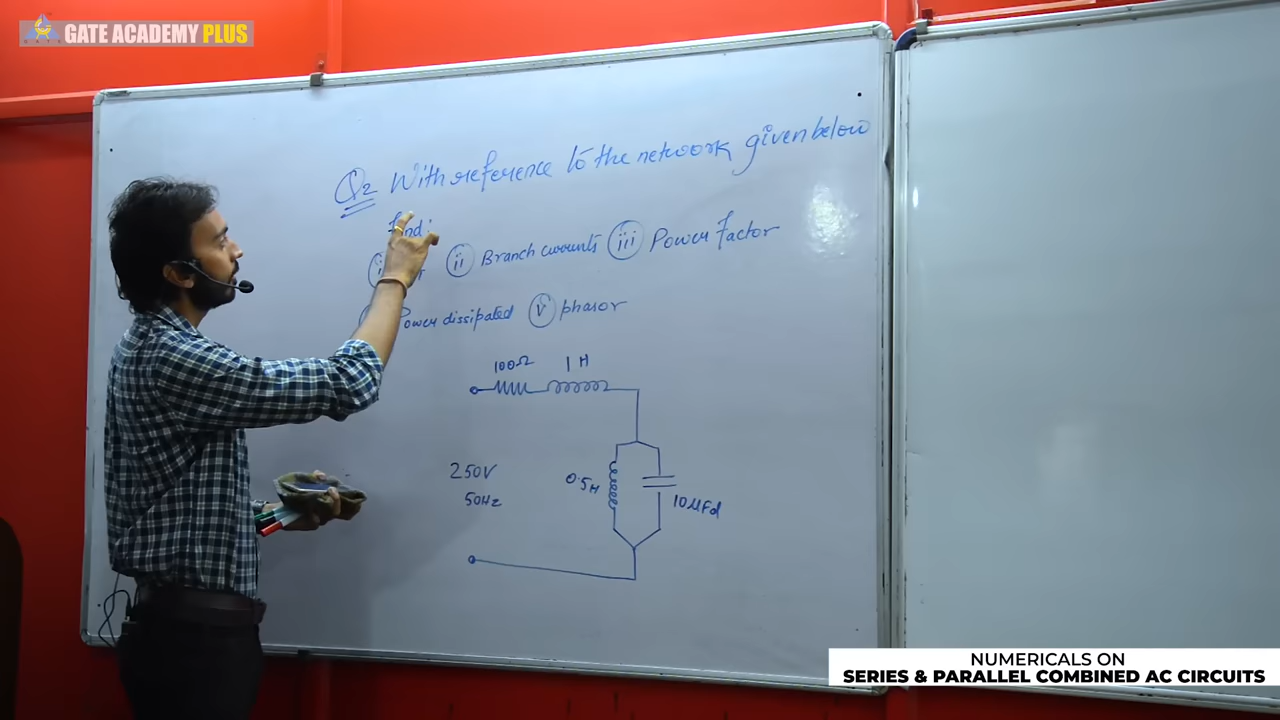 GATE ACADEMY PLUS
Q2 With reference to the network given below
find:
ii Branch currents iii Power Factor
Power dissipated v phasor
100Ω 1 H
250V
50Hz
0.5H
10μFd
NUMERICALS ON
SERIES & PARALLEL COMBINED AC CIRCUITS